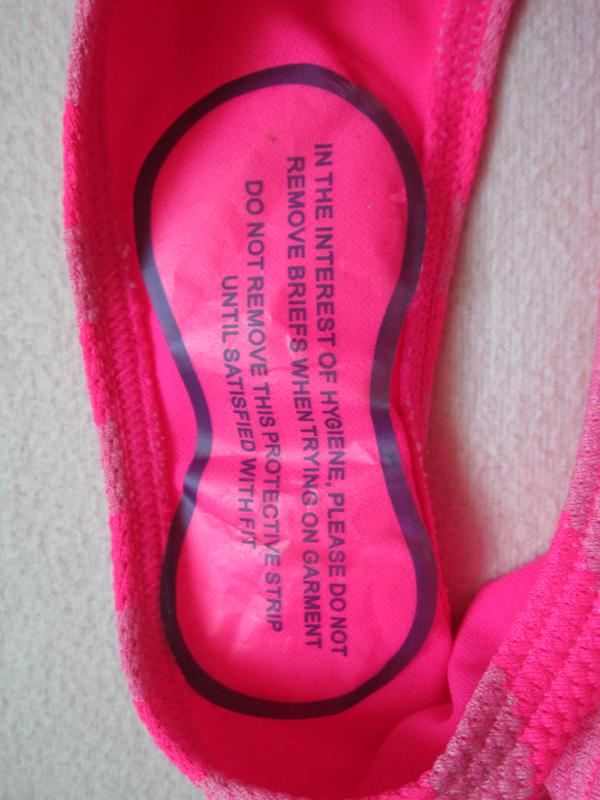 IN THE INTEREST OF HYGIENE, PLEASE DO NOT
REMOVE BRIEFS WHEN TRYING ON GARMENT
DO NOT REMOVE THIS PROTECTIVE STRIP
UNTIL SATISFIED WITH FIT